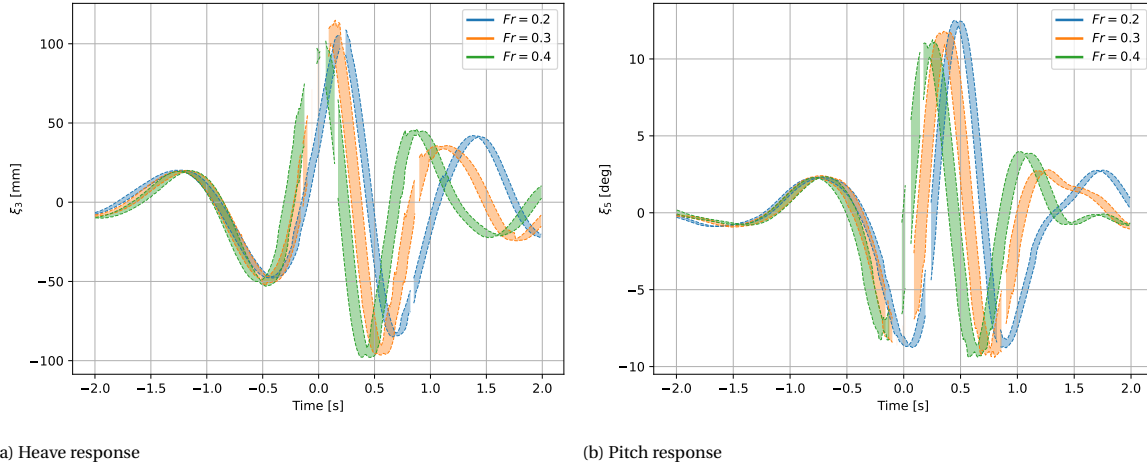 Fr = 0.2
Fr = 0.3
Fr = 0.4
100
50
0
−50
−100
ξ3 [mm]
−2.0 −1.5 −1.0 −0.5 0.0 0.5 1.0 1.5 2.0
Time [s]
Fr = 0.2
Fr = 0.3
Fr = 0.4
10
5
0
−5
−10
ξ5 [deg]
−2.0 −1.5 −1.0 −0.5 0.0 0.5 1.0 1.5 2.0
Time [s]
a) Heave response
(b) Pitch response